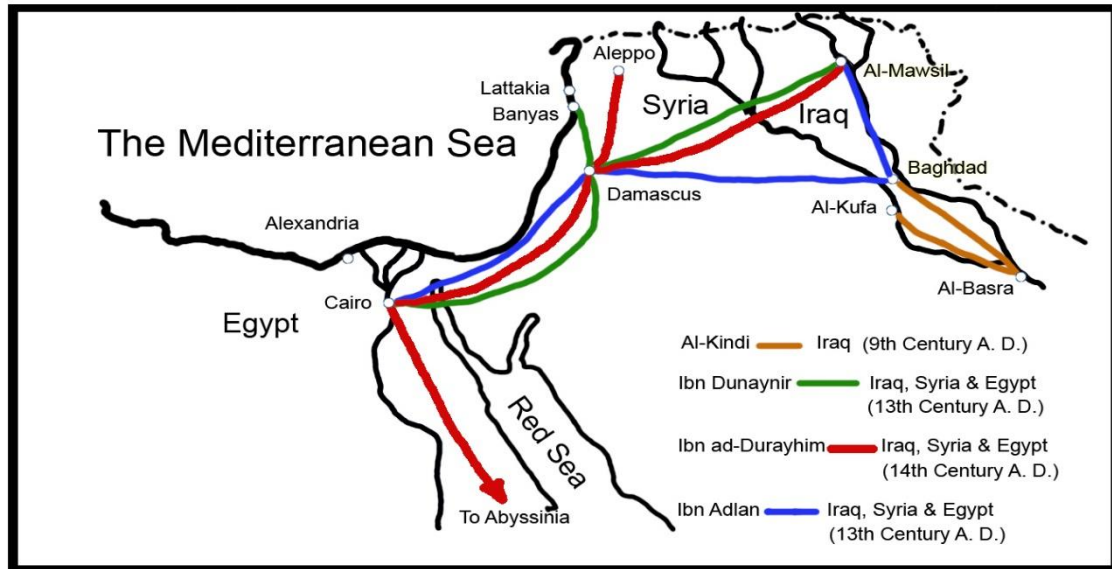 Aleppo
Al-Mawsil
Lattakia
Syria
Banyas
Iraq
The Mediterranean Sea
Baghdad
Damascus
Al-Kufa
Alexandria
Al-Basra
Cairo
Egypt
Red Sea
To Abyssinia
Al-Kindi Iraq (9th Century A. D.)
Ibn Dunaynir Iraq, Syria & Egypt
(13th Century A. D.)
Ibn ad-Durayhim Iraq, Syria & Egypt
(14th Century A. D.)
Ibn Adlan Iraq, Syria & Egypt
(13th Century A. D.)